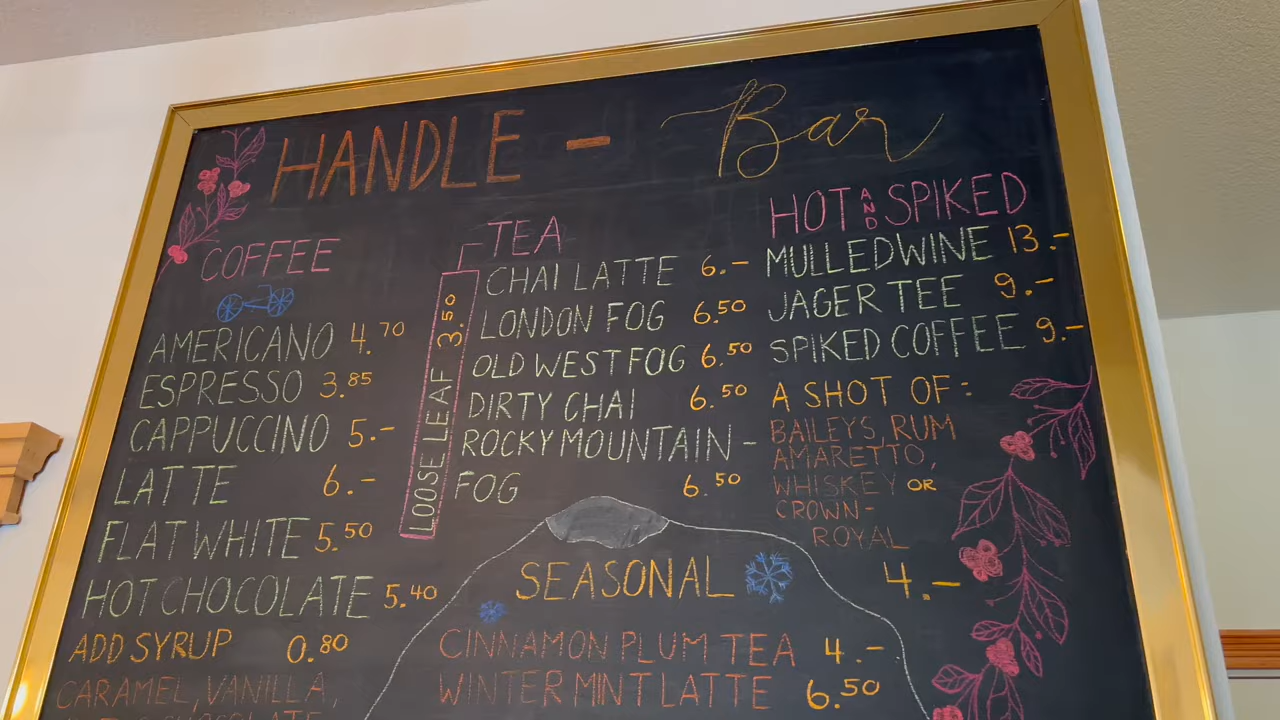 HANDLE - Bar
COFFEE
AMERICANO 4.70
ESPRESSO 3.85
CAPPUCCINO 5.-
LATTE 6.-
FLAT WHITE 5.50
HOT CHOCOLATE 5.40
ADD SYRUP 0.80
CARAMEL, VANILLA,
TEA
LOOSE LEAF 3.50
CHAI LATTE 6.-
LONDON FOG 6.50
OLD WEST FOG 6.50
DIRTY CHAI 6.50
ROCKY MOUNTAIN-
FOG 6.50
HOT AND SPIKED
MULLED WINE 13.-
JAGER TEE 9.-
SPIKED COFFEE 9.-
A SHOT OF:
BAILEYS, RUM
AMARETTO,
WHISKEY OR
CROWN-
ROYAL
4.-
SEASONAL
CINNAMON PLUM TEA 4.-
WINTER MINT LATTE 6.50